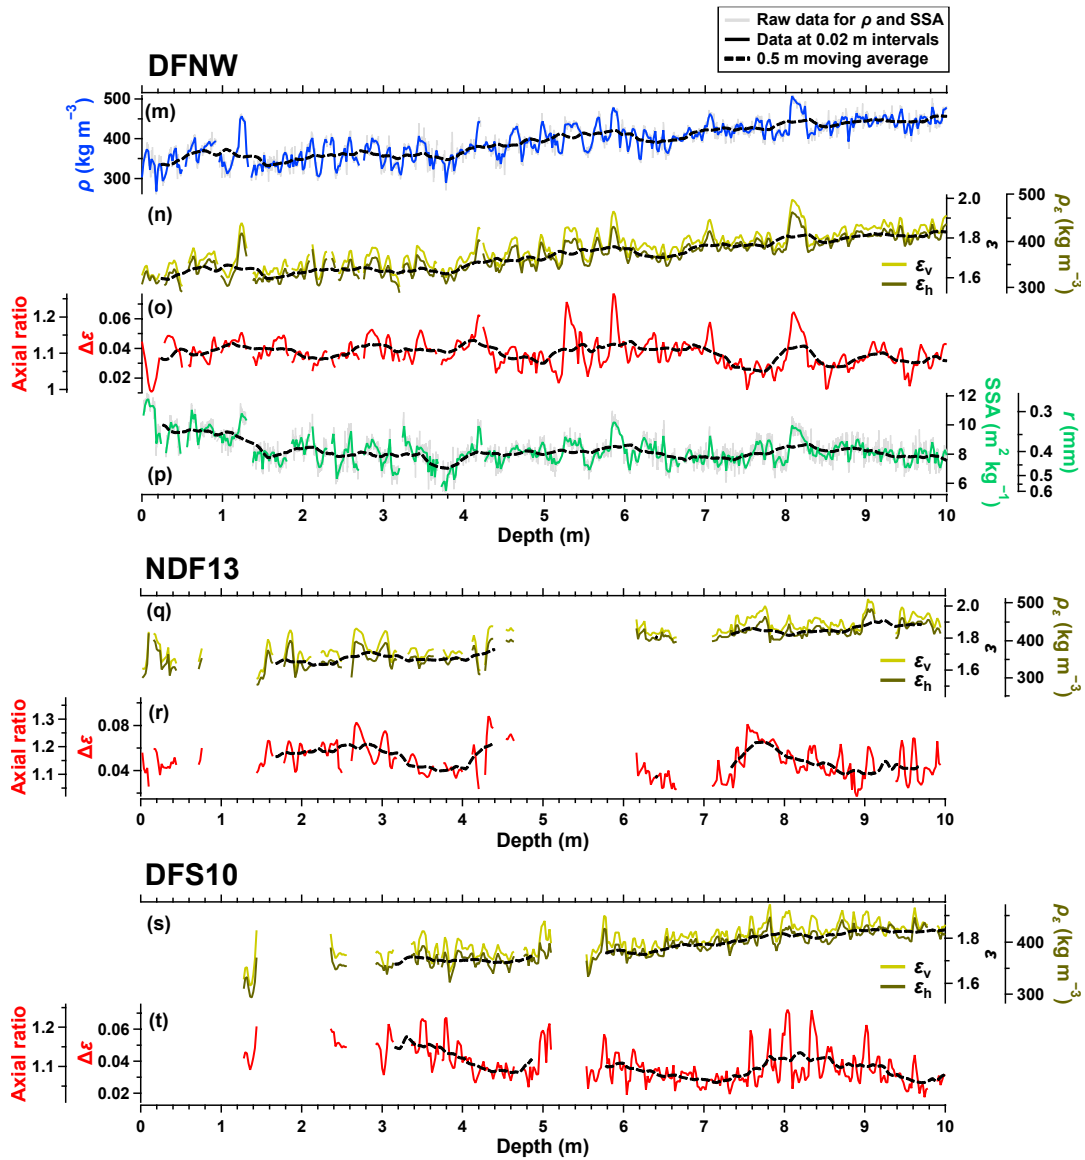 Raw data for ρ and SSA
Data at 0.02 m intervals
0.5 m moving average
DFNW
(m)
ρ (kg m⁻³)
500
400
300
(n)
2.0
1.8
1.6
ε
500
400
300
ρε (kg m⁻³)
εv
εh
(o)
Axial ratio
1.2
1.1
1
Δε
0.06
0.04
0.02
(p)
12
10
8
6
SSA (m² kg⁻¹)
0.3
0.4
0.5
0.6
r (mm)
0 1 2 3 4 5 6 7 8 9 10
Depth (m)
NDF13
(q)
2.0
1.8
1.6
ε
500
400
300
ρε (kg m⁻³)
εv
εh
(r)
Axial ratio
1.3
1.2
1.1
Δε
0.08
0.04
0 1 2 3 4 5 6 7 8 9 10
Depth (m)
DFS10
(s)
1.8
1.6
ε
400
300
ρε (kg m⁻³)
εv
εh
(t)
Axial ratio
1.2
1.1
Δε
0.06
0.04
0.02
0 1 2 3 4 5 6 7 8 9 10
Depth (m)